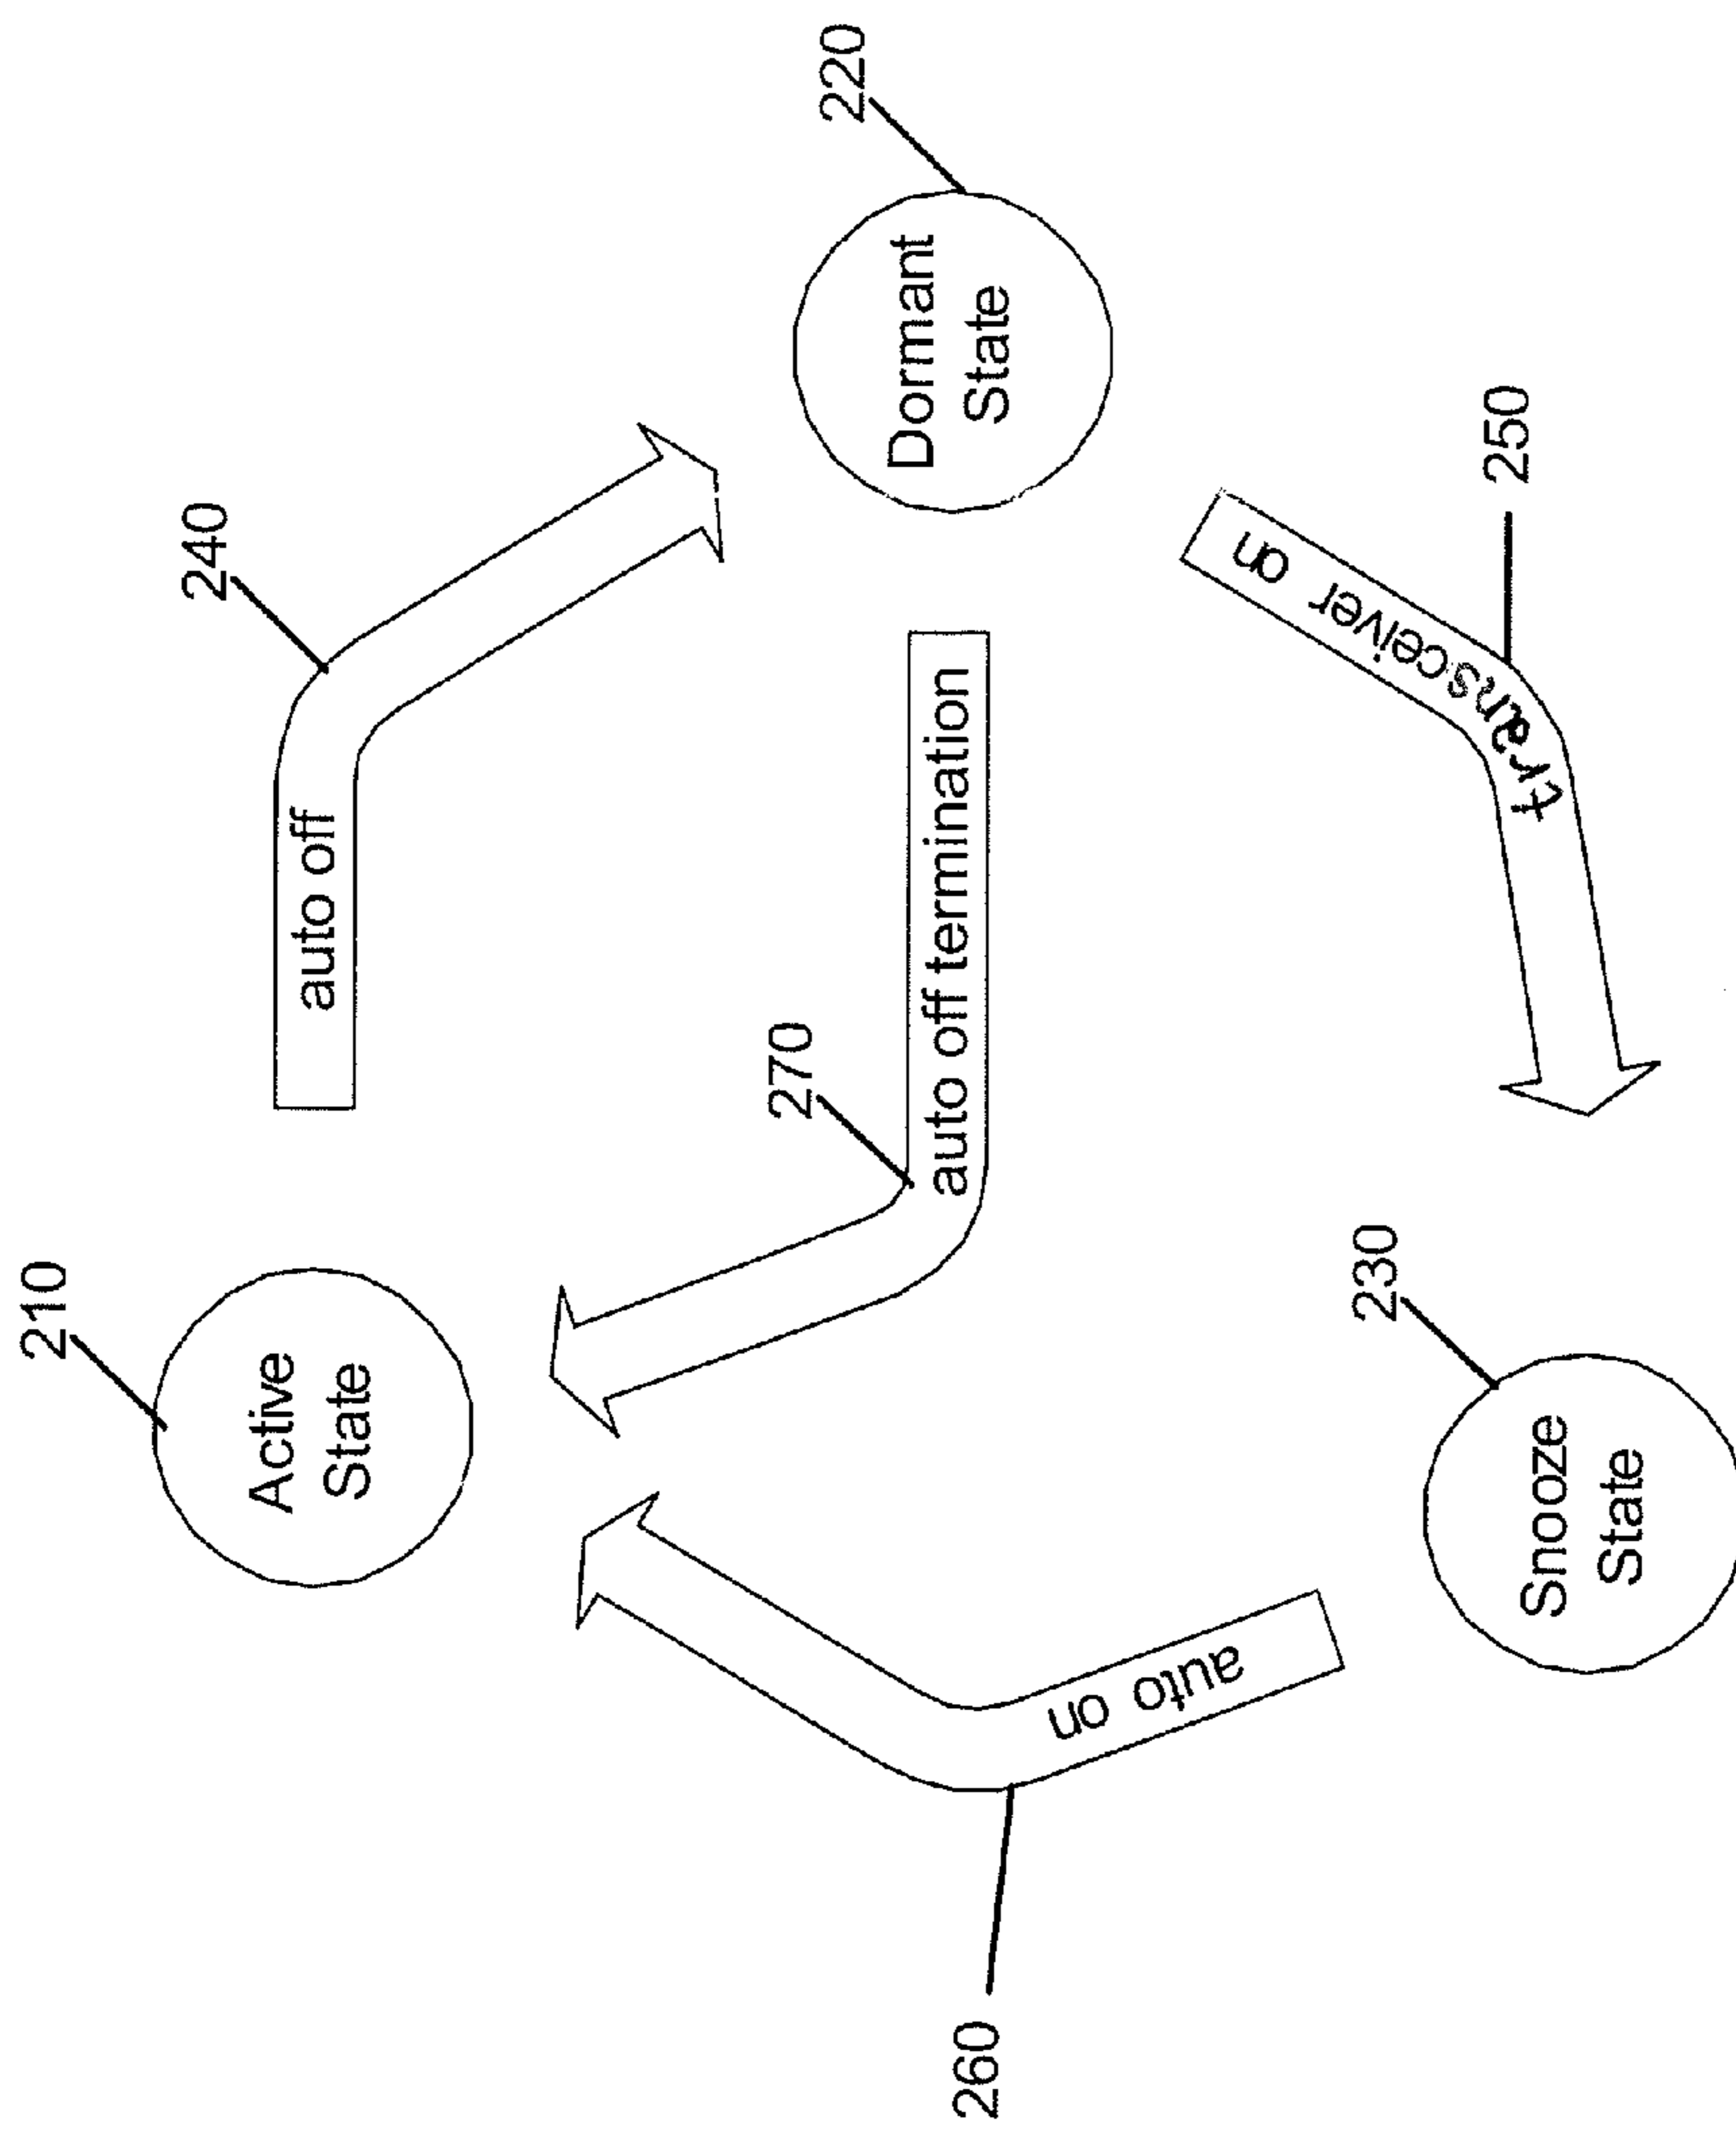 210
Active
State
240
auto off
220
Dormant
State
270
auto off termination
260
auto on
230
Snooze
State
250
transceiver on